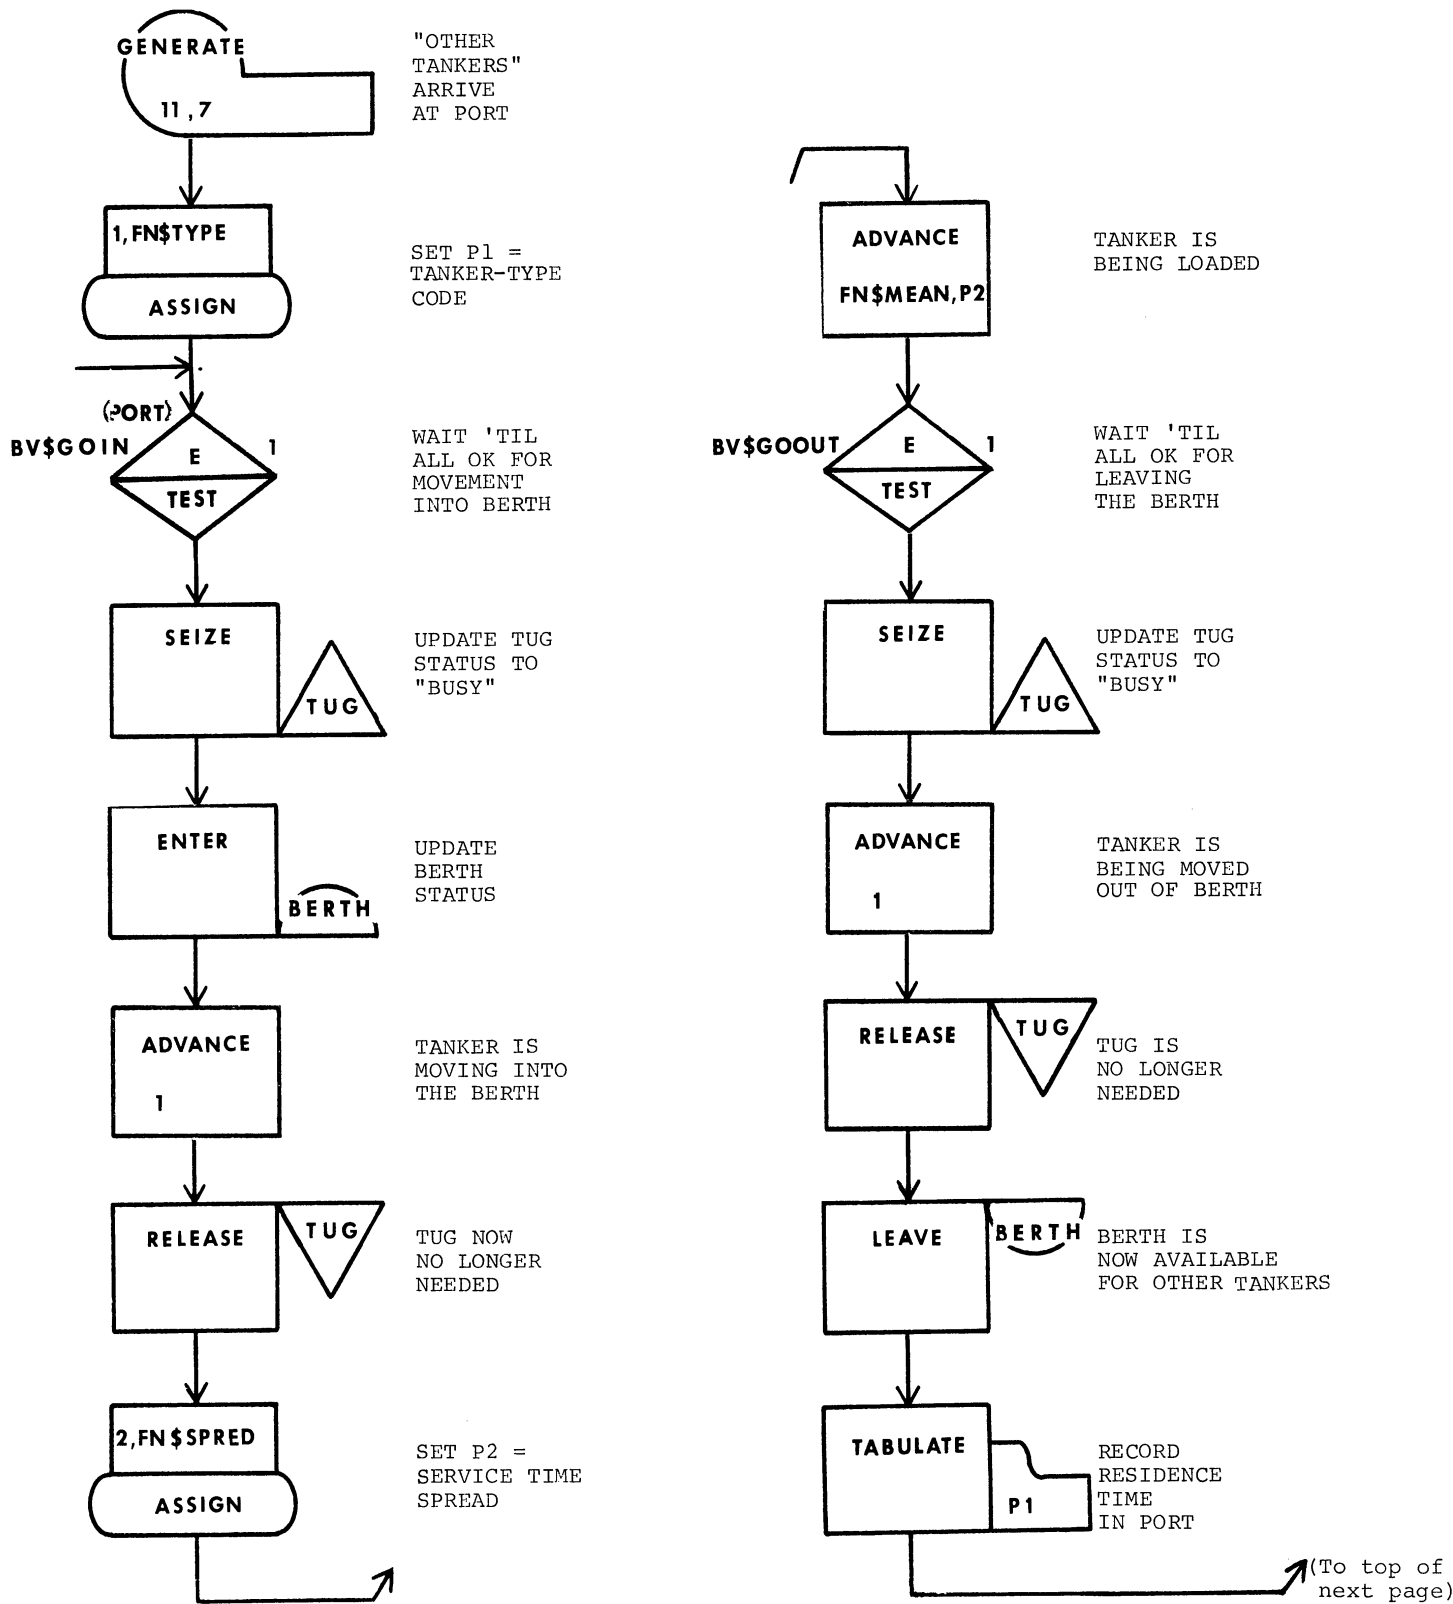 GENERATE
11,7
"OTHER
TANKERS"
ARRIVE
AT PORT
1,FN$TYPE
ASSIGN
SET P1 =
TANKER-TYPE
CODE
(PORT)
BV$GOIN
E
1
TEST
WAIT 'TIL
ALL OK FOR
MOVEMENT
INTO BERTH
SEIZE
TUG
UPDATE TUG
STATUS TO
"BUSY"
ENTER
BERTH
UPDATE
BERTH
STATUS
ADVANCE
1
TANKER IS
MOVING INTO
THE BERTH
RELEASE
TUG
TUG NOW
NO LONGER
NEEDED
2,FN$SPRED
ASSIGN
SET P2 =
SERVICE TIME
SPREAD
ADVANCE
FN$MEAN,P2
TANKER IS
BEING LOADED
BV$GOOUT
E
1
TEST
WAIT 'TIL
ALL OK FOR
LEAVING
THE BERTH
SEIZE
TUG
UPDATE TUG
STATUS TO
"BUSY"
ADVANCE
1
TANKER IS
BEING MOVED
OUT OF BERTH
RELEASE
TUG
TUG IS
NO LONGER
NEEDED
LEAVE
BERTH
BERTH IS
NOW AVAILABLE
FOR OTHER TANKERS
TABULATE
P1
RECORD
RESIDENCE
TIME
IN PORT
(To top of
next page)